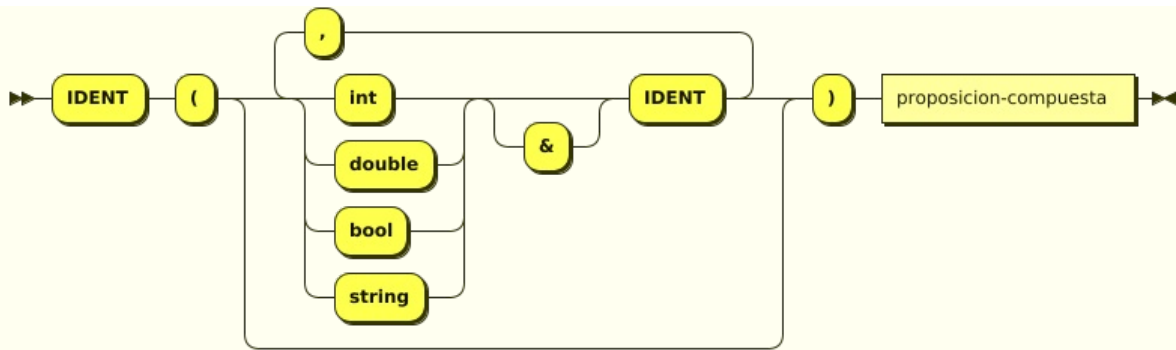 ,
IDENT ( int IDENT ) proposicion-compuesta
&
double
bool
string